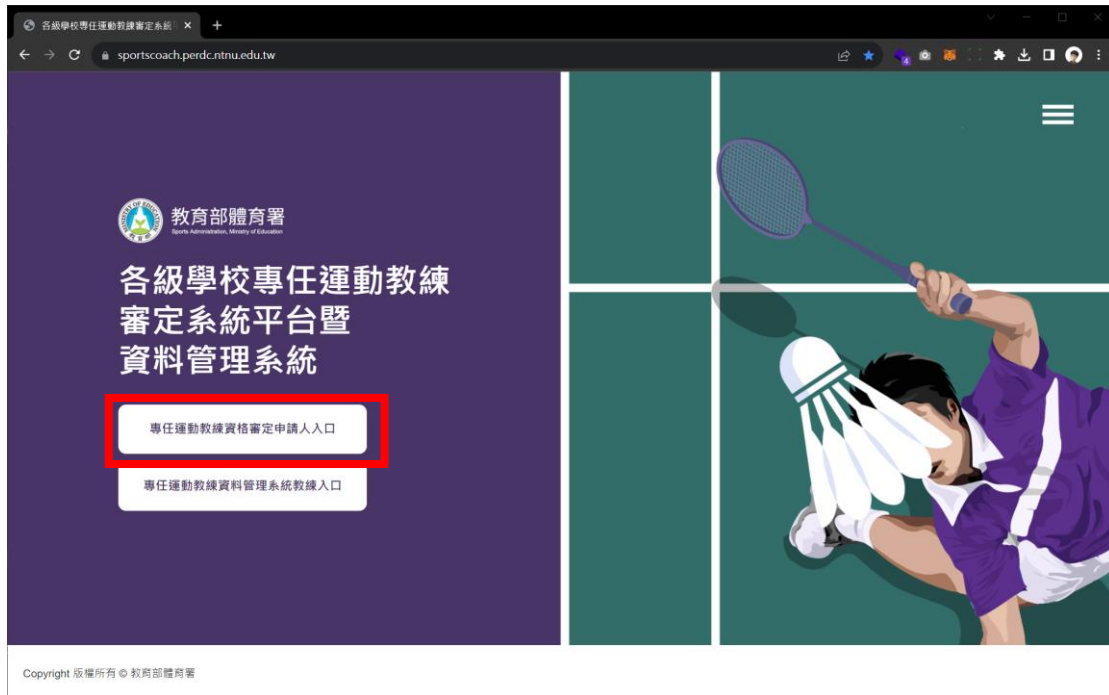 各級學校專任運動教練審定系統
sportscoach.perdc.ntnu.edu.tw
4
教育部體育署
Sports Administration, Ministry of Education
各級學校專任運動教練
審定系統平台暨
資料管理系統
專任運動教練資格審定申請人入口
專任運動教練資料管理系統教練入口
Copyright 版權所有 © 教育部體育署